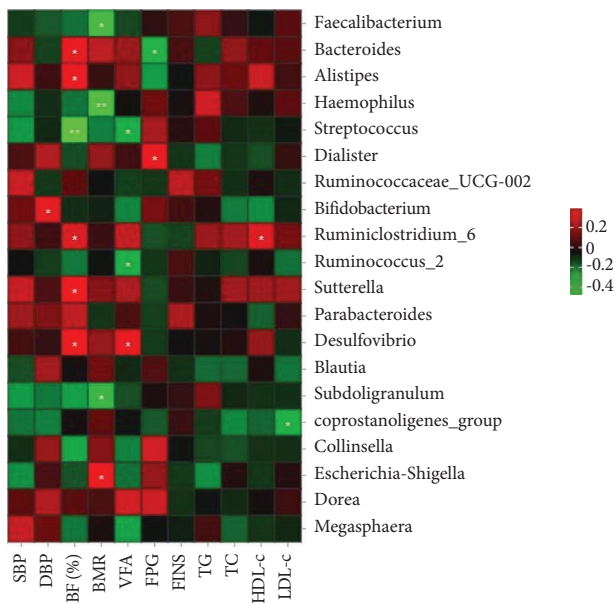 Faecalibacterium
Bacteroides
Alistipes
Haemophilus
Streptococcus
Dialister
Ruminococcaceae_UCG-002
Bifidobacterium
Ruminiclostridium_6
Ruminococcus_2
Sutterella
Parabacteroides
Desulfovibrio
Blautia
Subdoligranulum
coprostanoligenes_group
Collinsella
Escherichia-Shigella
Dorea
Megasphaera
*
* *
*
**
** *
*
*
* *
*
*
* *
*
*
*
0.2
0
-0.2
-0.4
SBP
DBP
BF (%)
BMR
VFA
FPG
FINS
TG
TC
HDL-c
LDL-c